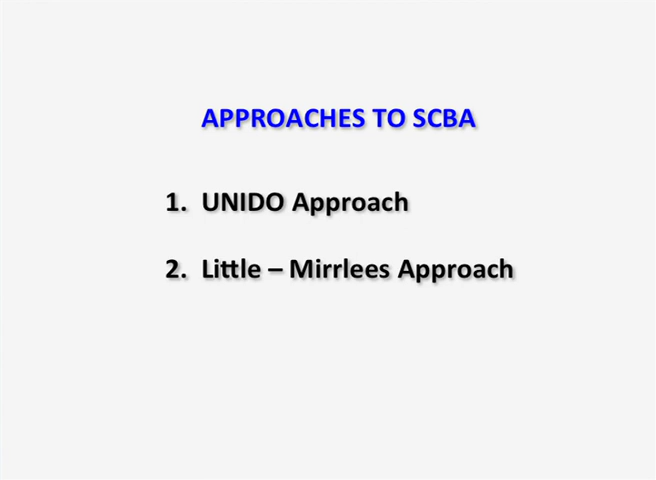 APPROACHES TO SCBA
1. UNIDO Approach
2. Little – Mirrlees Approach